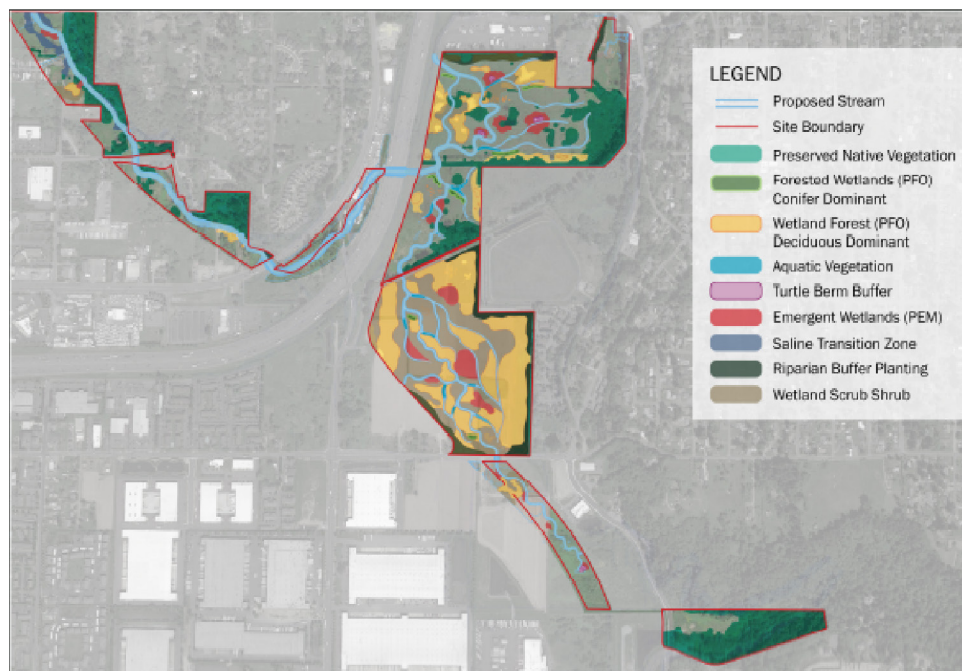 LEGEND
Proposed Stream
Site Boundary
Preserved Native Vegetation
Forested Wetlands (PFO)
Conifer Dominant
Wetland Forest (PFO)
Deciduous Dominant
Aquatic Vegetation
Turtle Berm Buffer
Emergent Wetlands (PEM)
Saline Transition Zone
Riparian Buffer Planting
Wetland Scrub Shrub